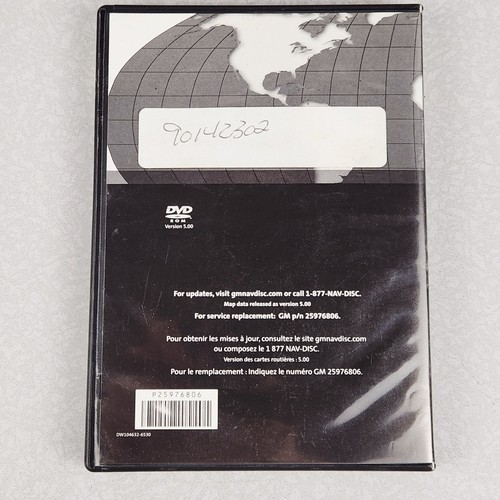 90142302
DVD
ROM
Version 5.00
For updates, visit gmnavdisc.com or call 1-877-NAV-DISC.
Map data released as version 5.00
For service replacement: GM p/n 25976806.
Pour obtenir les mises à jour, consultez le site gmnavdisc.com
ou composez le 1 877 NAV-DISC.
Version des cartes routières : 5.00
Pour le remplacement : Indiquez le numéro GM 25976806.
P25976806
DW104632-6530